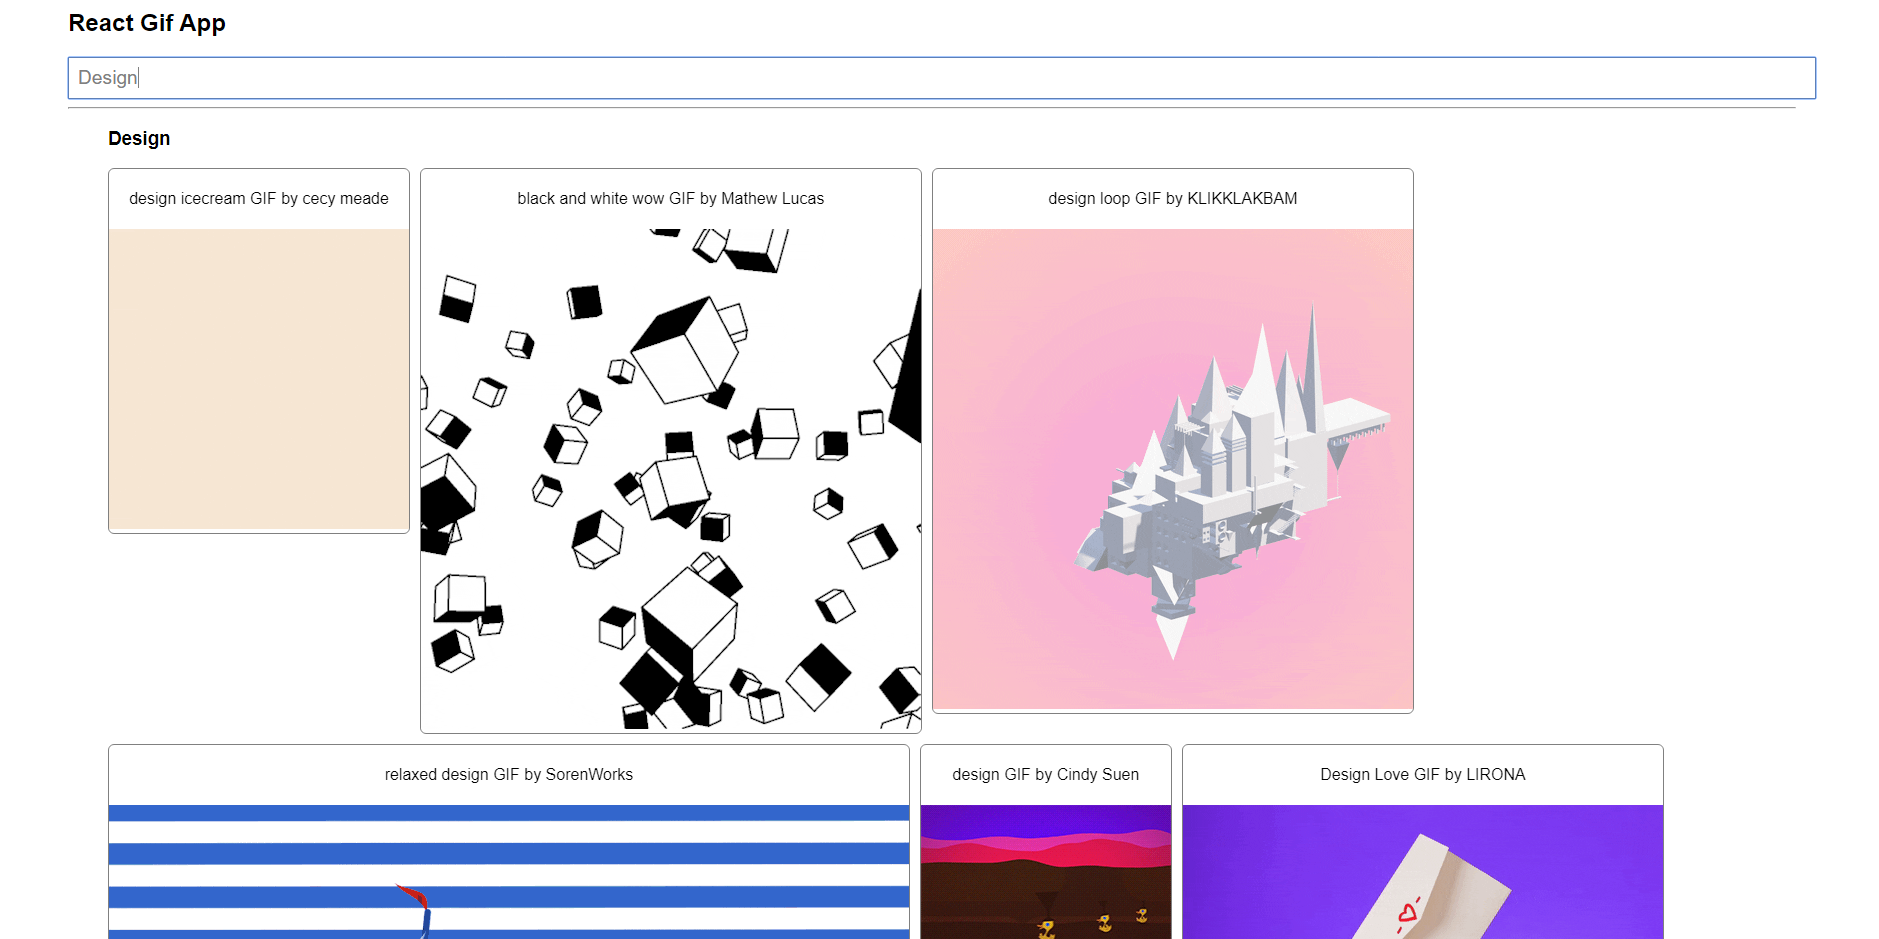 React Gif App
Design
Design
design icecream GIF by cecy meade
black and white wow GIF by Mathew Lucas
design loop GIF by KLIKKLAKBAM
relaxed design GIF by SorenWorks
design GIF by Cindy Suen
Design Love GIF by LIRONA